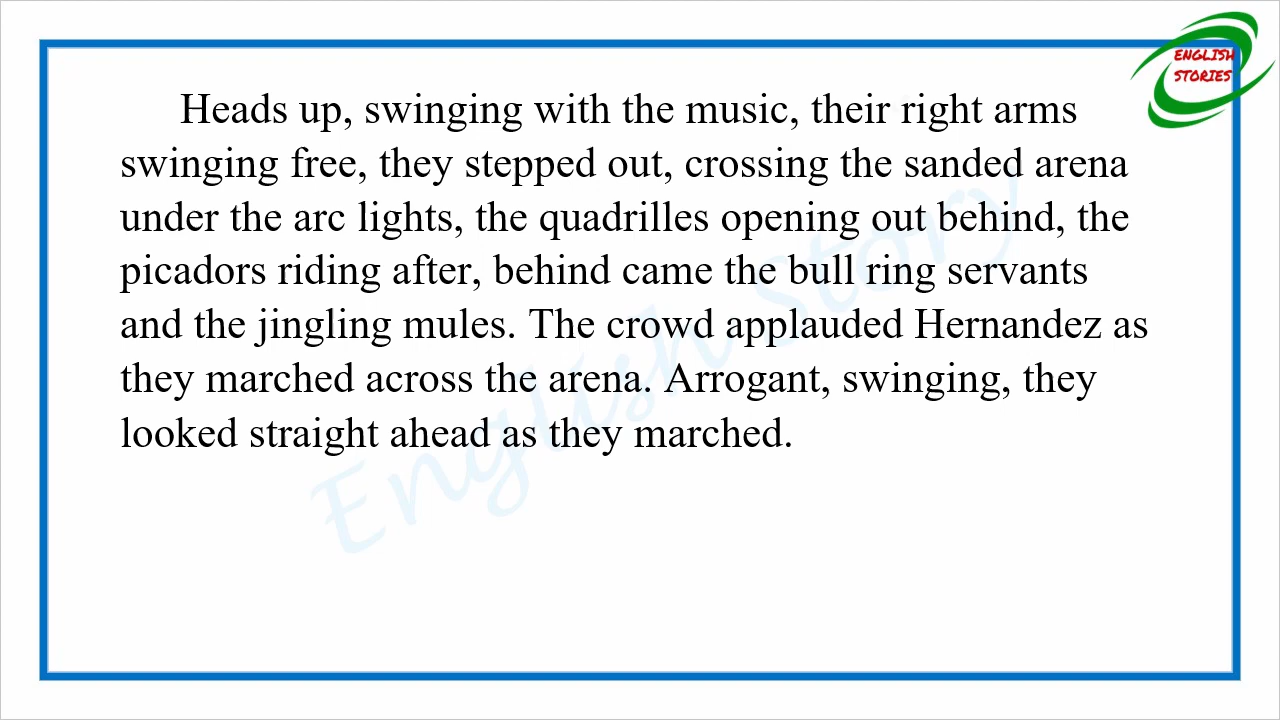 ENGLISH
STORIES
Heads up, swinging with the music, their right arms
swinging free, they stepped out, crossing the sanded arena
under the arc lights, the quadrilles opening out behind, the
picadors riding after, behind came the bull ring servants
and the jingling mules. The crowd applauded Hernandez as
they marched across the arena. Arrogant, swinging, they
looked straight ahead as they marched.
English Story